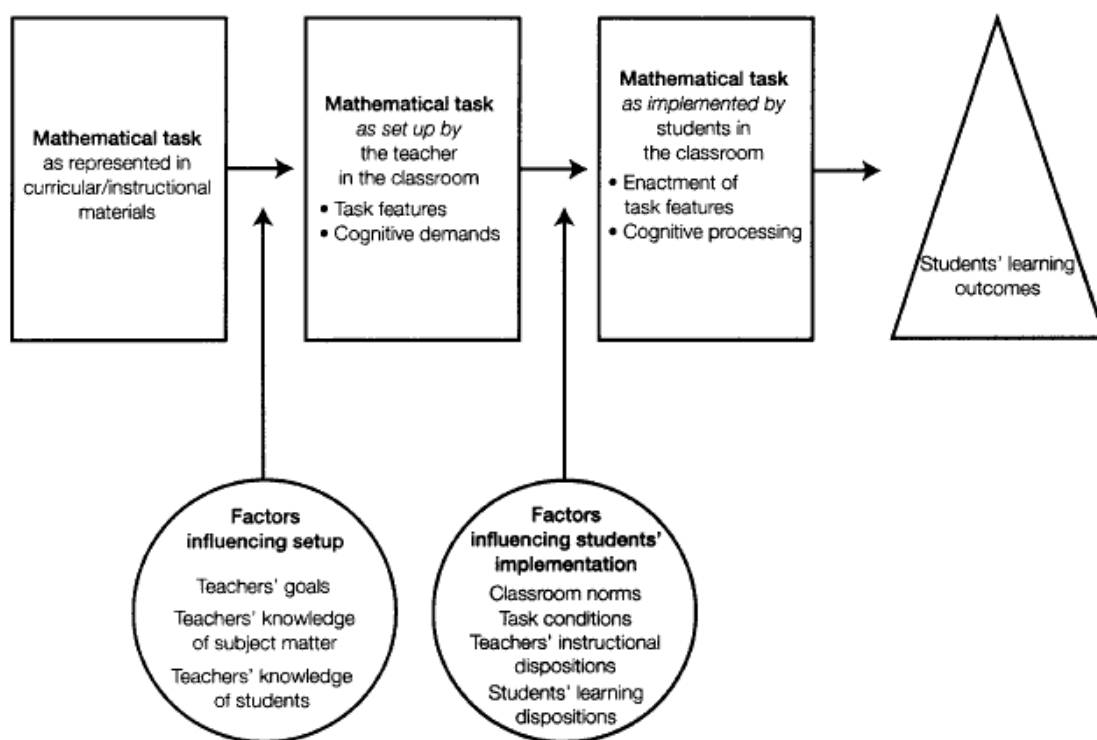 Mathematical task
as represented in
curricular/instructional
materials
Mathematical task
as set up by
the teacher
in the classroom
• Task features
• Cognitive demands
Mathematical task
as implemented by
students in
the classroom
• Enactment of
task features
• Cognitive processing
Students' learning
outcomes
Factors
influencing setup
Teachers' goals
Teachers' knowledge
of subject matter
Teachers' knowledge
of students
Factors
influencing students'
implementation
Classroom norms
Task conditions
Teachers' instructional
dispositions
Students' learning
dispositions